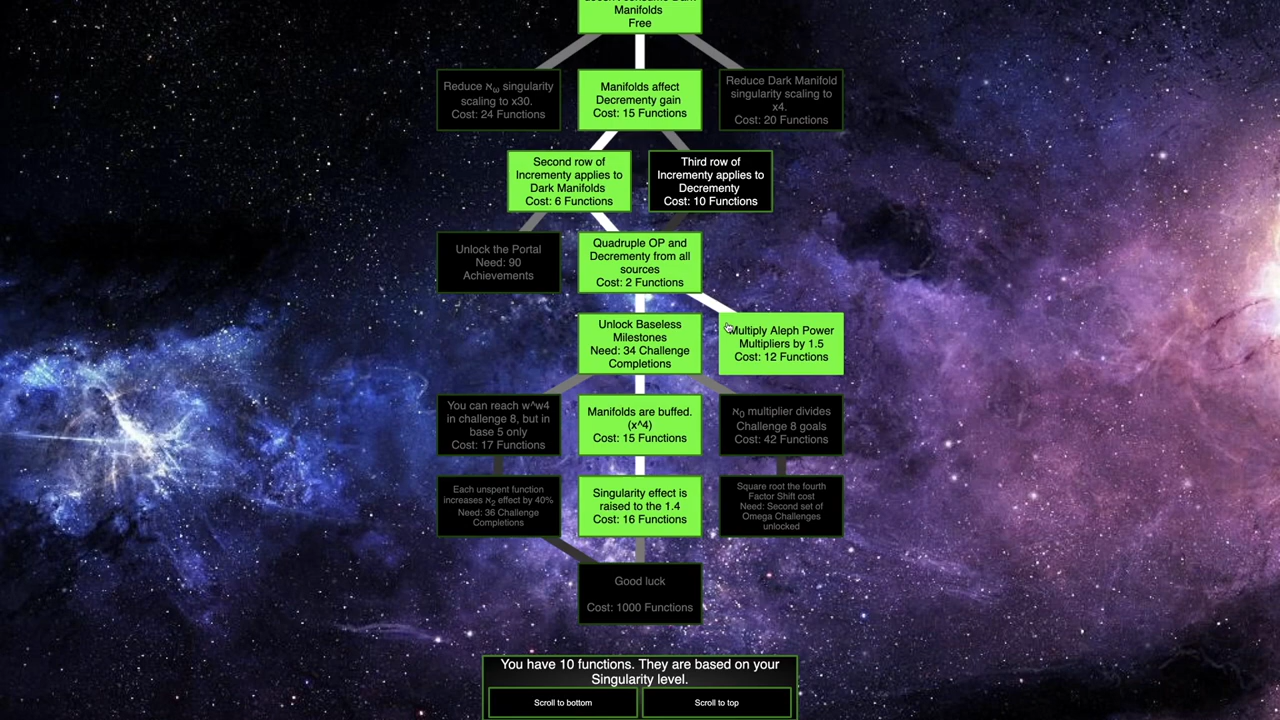 Manifolds
Free
Reduce ℵω singularity
scaling to x30.
Cost: 24 Functions
Manifolds affect
Decrementy gain
Cost: 15 Functions
Reduce Dark Manifold
singularity scaling to
x4.
Cost: 20 Functions
Second row of
Incrementy applies to
Dark Manifolds
Cost: 6 Functions
Third row of
Incrementy applies to
Decrementy
Cost: 10 Functions
Unlock the Portal
Need: 90
Achievements
Quadruple OP and
Decrementy from all
sources
Cost: 2 Functions
Unlock Baseless
Milestones
Need: 34 Challenge
Completions
Multiply Aleph Power
Multipliers by 1.5
Cost: 12 Functions
You can reach w^w4
in challenge 8, but in
base 5 only
Cost: 17 Functions
Manifolds are buffed.
(x^4)
Cost: 15 Functions
ℵ0 multiplier divides
Challenge 8 goals
Cost: 42 Functions
Each unspent function
increases ℵ2 effect by 40%
Need: 36 Challenge
Completions
Singularity effect is
raised to the 1.4
Cost: 16 Functions
Square root the fourth
Factor Shift cost
Need: Second set of
Omega Challenges
unlocked
Good luck
Cost: 1000 Functions
You have 10 functions. They are based on your
Singularity level.
Scroll to bottom
Scroll to top